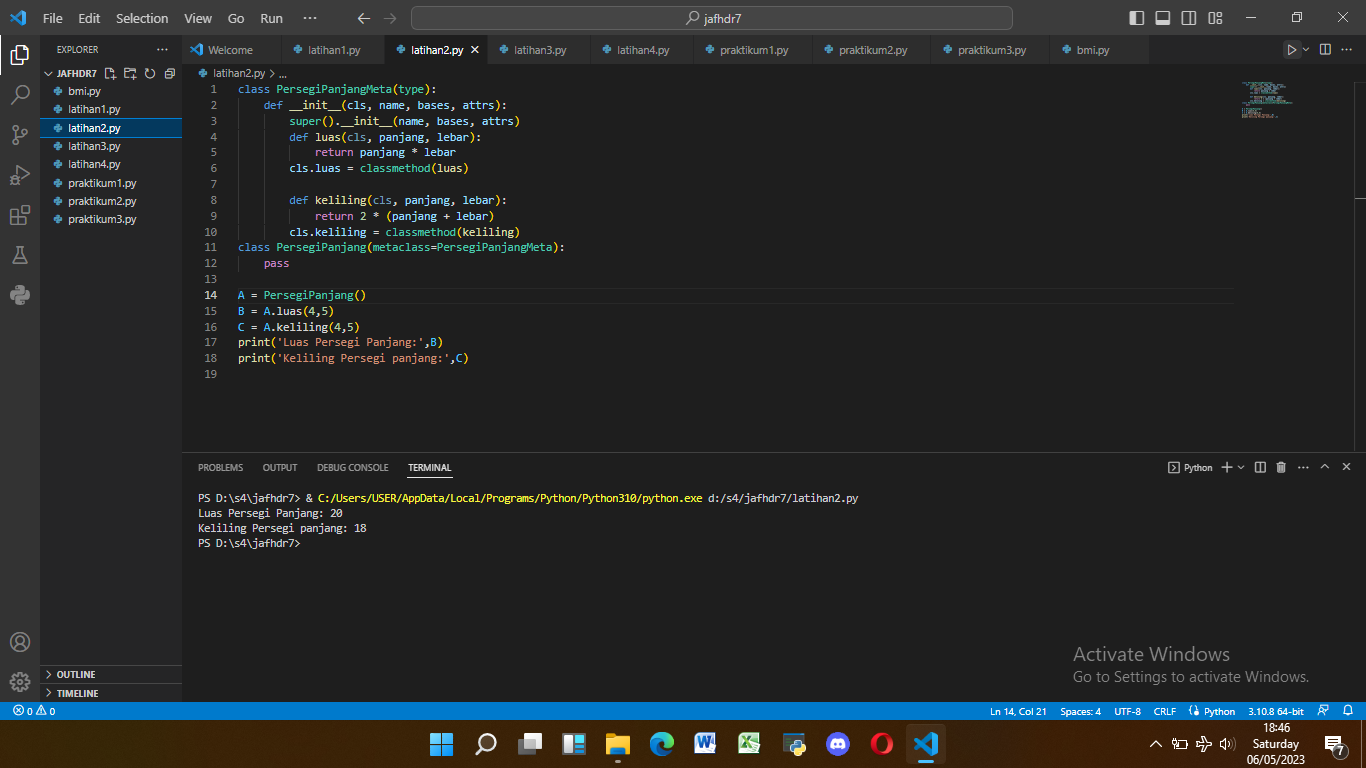 File Edit Selection View Go Run ··· jafhdr7
EXPLORER ···
Welcome latihan1.py latihan2.py latihan3.py latihan4.py praktikum1.py praktikum2.py praktikum3.py bmi.py
JAFHDR7
bmi.py
latihan1.py
latihan2.py
latihan3.py
latihan4.py
praktikum1.py
praktikum2.py
praktikum3.py
OUTLINE
TIMELINE
latihan2.py > ...
1 class PersegiPanjangMeta(type):
2     def __init__(cls, name, bases, attrs):
3         super().__init__(name, bases, attrs)
4         def luas(cls, panjang, lebar):
5             return panjang * lebar
6         cls.luas = classmethod(luas)
7
8         def keliling(cls, panjang, lebar):
9             return 2 * (panjang + lebar)
10         cls.keliling = classmethod(keliling)
11 class PersegiPanjang(metaclass=PersegiPanjangMeta):
12     pass
13
14 A = PersegiPanjang()
15 B = A.luas(4,5)
16 C = A.keliling(4,5)
17 print('Luas Persegi Panjang:',B)
18 print('Keliling Persegi panjang:',C)
19
PROBLEMS OUTPUT DEBUG CONSOLE TERMINAL Python
PS D:\s4\jafhdr7> & C:/Users/USER/AppData/Local/Programs/Python/Python310/python.exe d:/s4/jafhdr7/latihan2.py
Luas Persegi Panjang: 20
Keliling Persegi panjang: 18
PS D:\s4\jafhdr7>
Activate Windows
Go to Settings to activate Windows.
0 0 Ln 14, Col 21 Spaces: 4 UTF-8 CRLF Python 3.10.8 64-bit
18:46
Saturday
06/05/2023
7